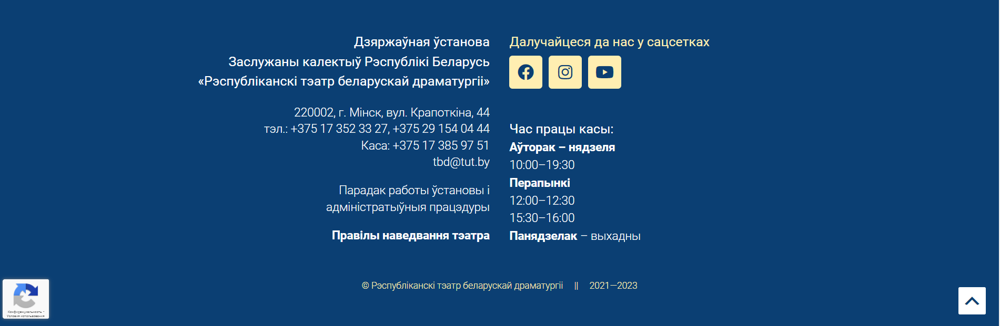 Дзяржаўная ўстанова
Заслужаны калектыў Рэспублікі Беларусь
«Рэспубліканскі тэатр беларускай драматургіі»
220002, г. Мінск, вул. Крапоткіна, 44
тэл.: +375 17 352 33 27, +375 29 154 04 44
Каса: +375 17 385 97 51
tbd@tut.by
Парадак работы ўстановы і
адміністратыўныя працэдуры
Правілы наведвання тэатра
Далучайцеся да нас у сацсетках
Час працы касы:
Аўторак – нядзеля
10:00–19:30
Перапынкі
12:00–12:30
15:30–16:00
Панядзелак – выхадны
© Рэспубліканскі тэатр беларускай драматургіі || 2021—2023
Конфиденциальность -
Условия использования